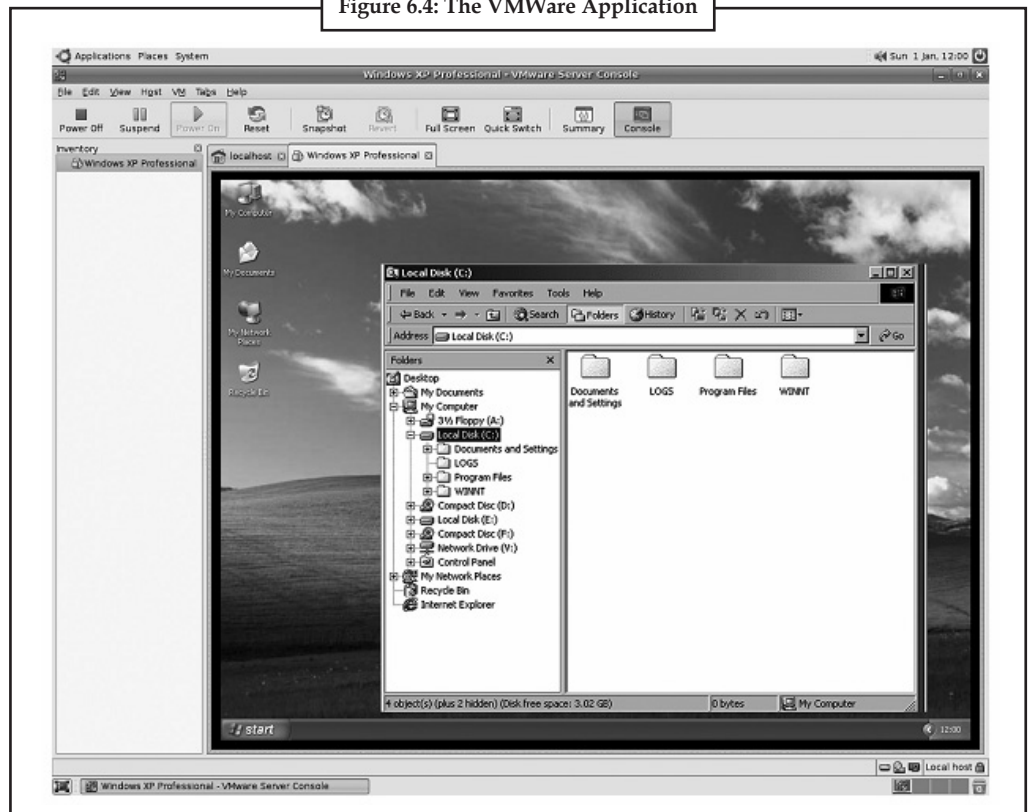 Figure 6.4: The VMWare Application
Applications Places System
Sun 1 Jan, 12:00
Windows XP Professional - VMware Server Console
File Edit View Host VM Tabs Help
Power Off Suspend Power On Reset Snapshot Revert Full Screen Quick Switch Summary Console
Inventory
Windows XP Professional
localhost Windows XP Professional
My Computer
My Documents
My Network Places
Recycle Bin
Local Disk (C:)
File Edit View Favorites Tools Help
Back Search Folders History
Address Local Disk (C:) Go
Folders
Desktop
My Documents
My Computer
3½ Floppy (A:)
Local Disk (C:)
Documents and Settings
LOGS
Program Files
WINNT
Compact Disc (D:)
Local Disk (E:)
Compact Disc (F:)
Network Drive (V:)
Control Panel
My Network Places
Recycle Bin
Internet Explorer
Documents and Settings
LOGS
Program Files
WINNT
4 object(s) (plus 2 hidden) (Disk free space: 3.02 GB) 0 bytes My Computer
start
12:00
Local host
Windows XP Professional - VMware Server Console